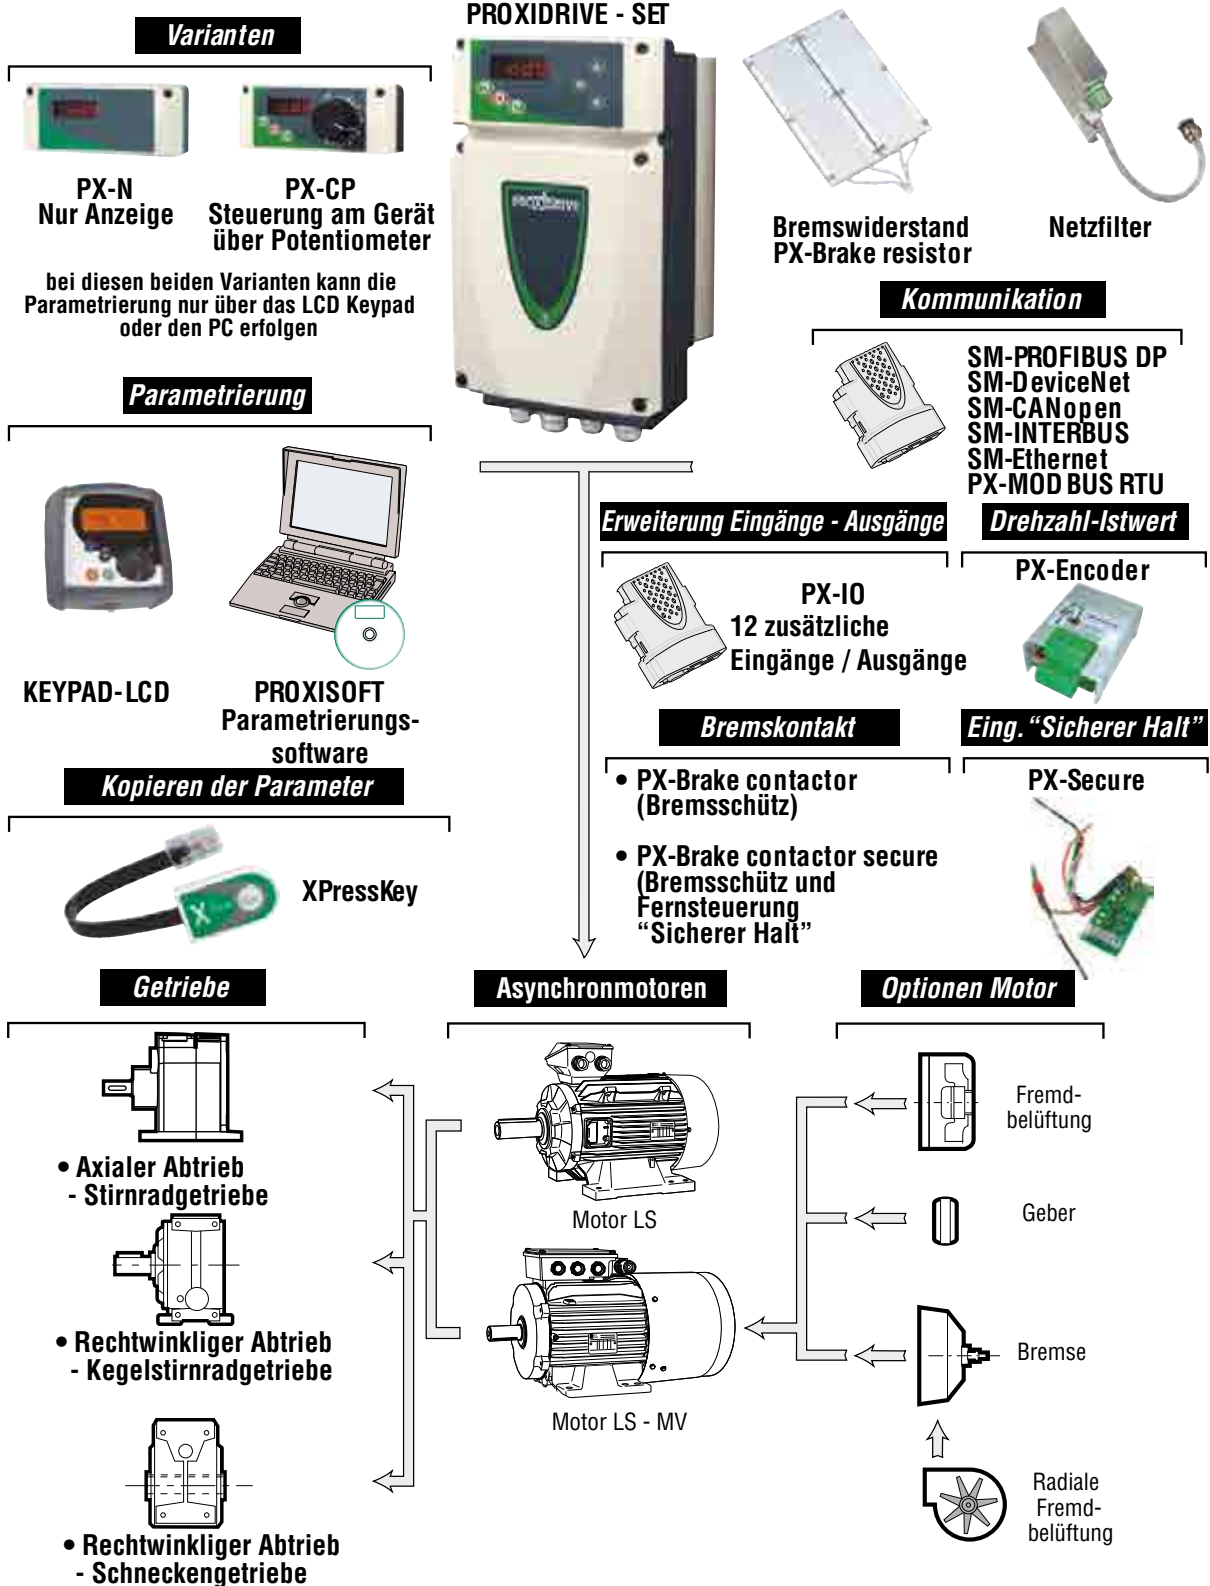 PROXIDRIVE - SET
Varianten
PX-N
Nur Anzeige
PX-CP
Steuerung am Gerät
über Potentiometer
bei diesen beiden Varianten kann die
Parametrierung nur über das LCD Keypad
oder den PC erfolgen
Bremswiderstand
PX-Brake resistor
Netzfilter
Kommunikation
SM-PROFIBUS DP
SM-DeviceNet
SM-CANopen
SM-INTERBUS
SM-Ethernet
PX-MODBUS RTU
Parametrierung
KEYPAD-LCD
PROXISOFT
Parametrierungs-
software
Erweiterung Eingänge - Ausgänge
PX-IO
12 zusätzliche
Eingänge / Ausgänge
Drehzahl-Istwert
PX-Encoder
Bremskontakt
• PX-Brake contactor
(Bremsschütz)
• PX-Brake contactor secure
(Bremsschütz und
Fernsteuerung
“Sicherer Halt”
Eing. “Sicherer Halt”
PX-Secure
Kopieren der Parameter
X
XPressKey
Getriebe
• Axialer Abtrieb
- Stirnradgetriebe
• Rechtwinkliger Abtrieb
- Kegelstirnradgetriebe
• Rechtwinkliger Abtrieb
- Schneckengetriebe
Asynchronmotoren
Motor LS
Motor LS - MV
Optionen Motor
Fremd-
belüftung
Geber
Bremse
Radiale
Fremd-
belüftung